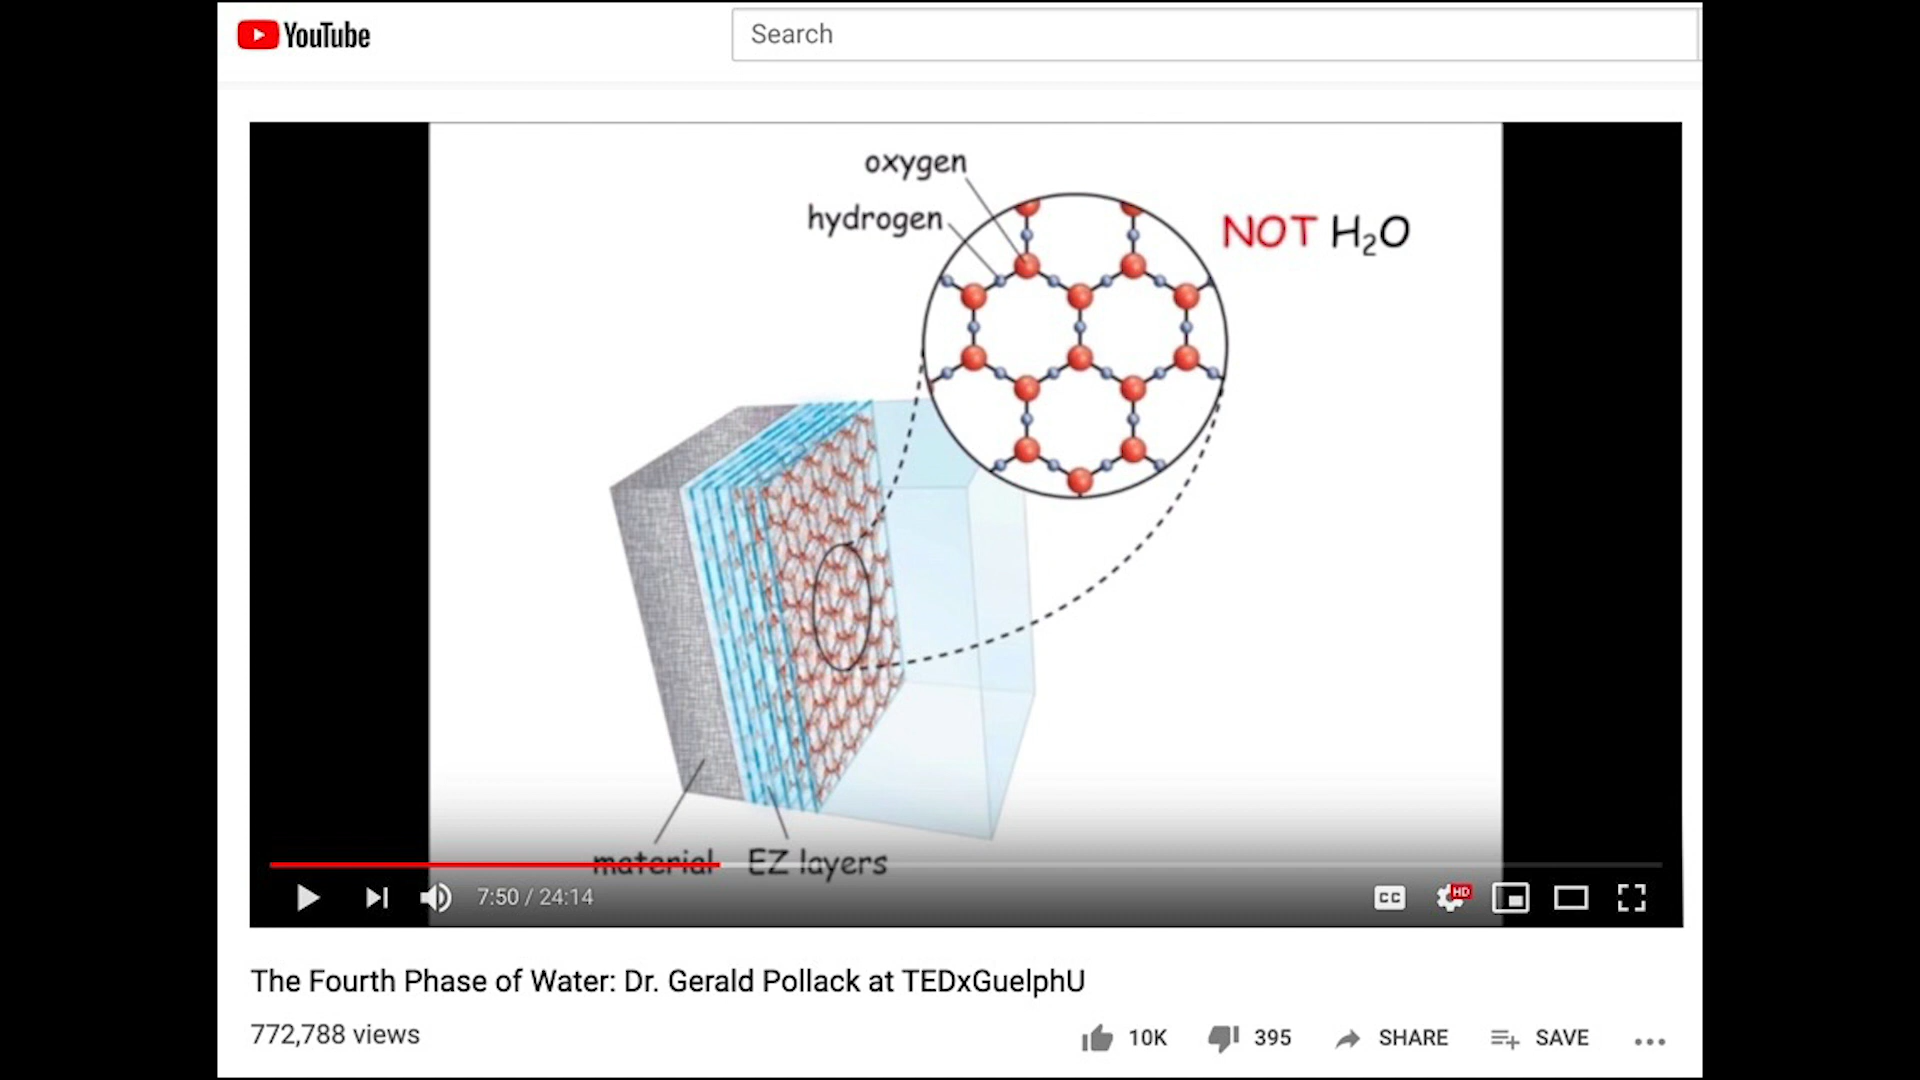 YouTube
Search
oxygen
hydrogen
NOT H₂O
material EZ layers
7:50 / 24:14
CC
HD
The Fourth Phase of Water: Dr. Gerald Pollack at TEDxGuelphU
772,788 views
10K 395 SHARE SAVE